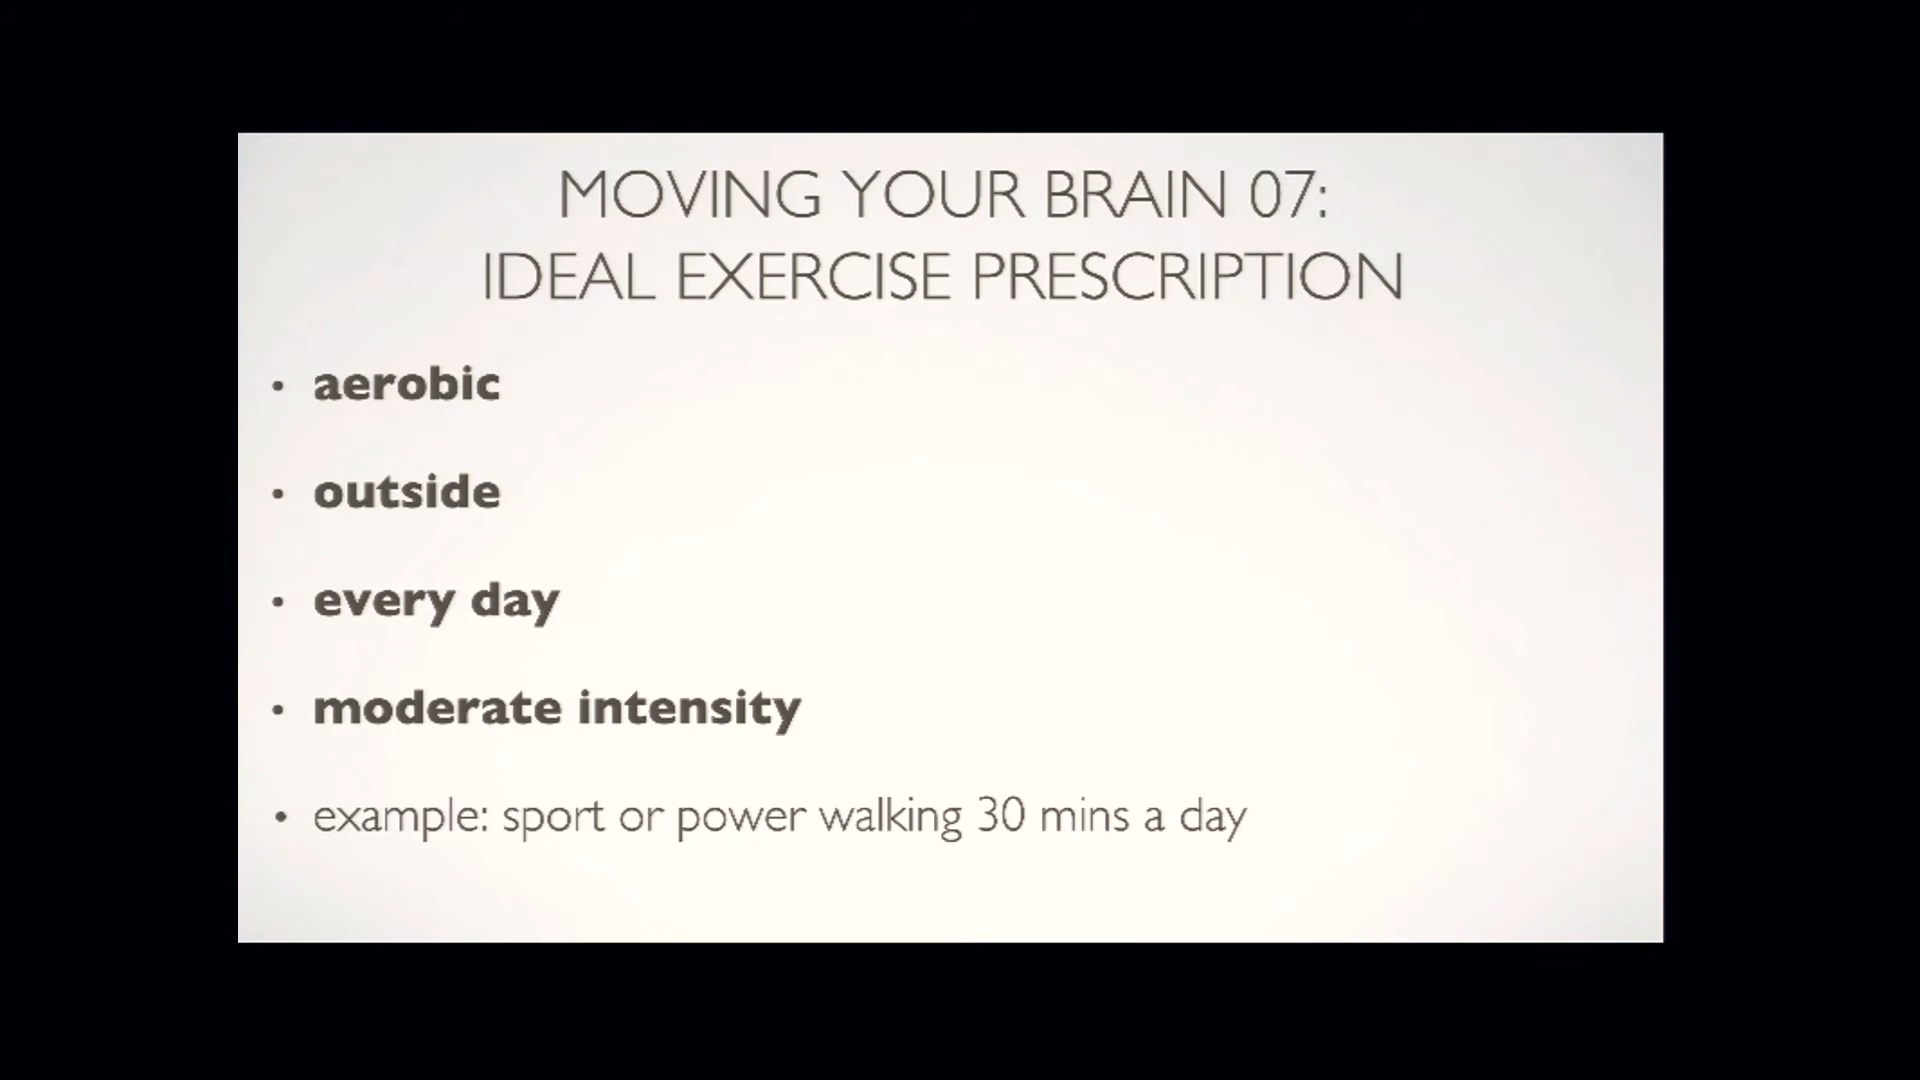 MOVING YOUR BRAIN 07:
IDEAL EXERCISE PRESCRIPTION
• aerobic
• outside
• every day
• moderate intensity
• example: sport or power walking 30 mins a day